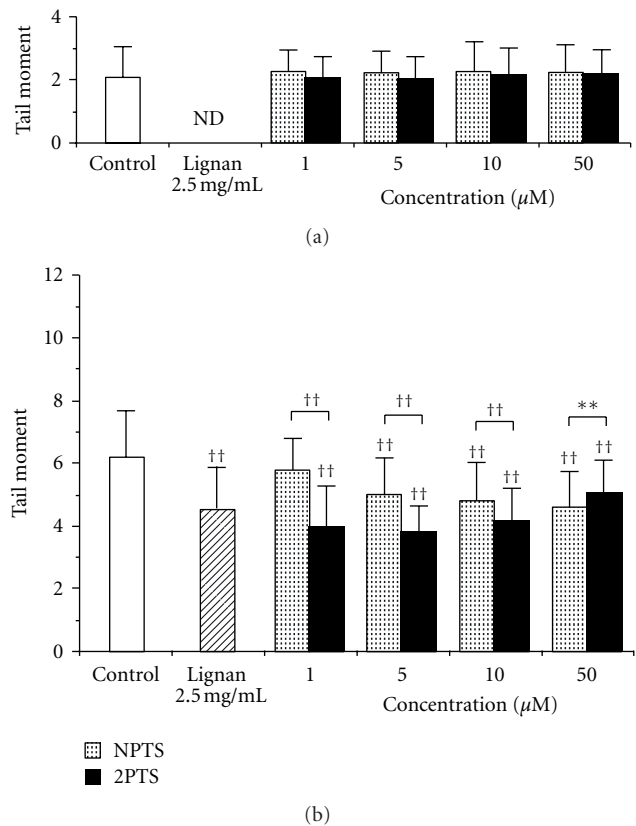 4
2
0
Tail moment
ND
Control
Lignan
2.5 mg/mL
1
5
10
50
Concentration (µM)
(a)
12
10
8
6
4
2
0
Tail moment
††
††
††
**
††
††
††
††
††
††
††
††
Control
Lignan
2.5 mg/mL
1
5
10
50
Concentration (µM)
NPTS
2PTS
(b)